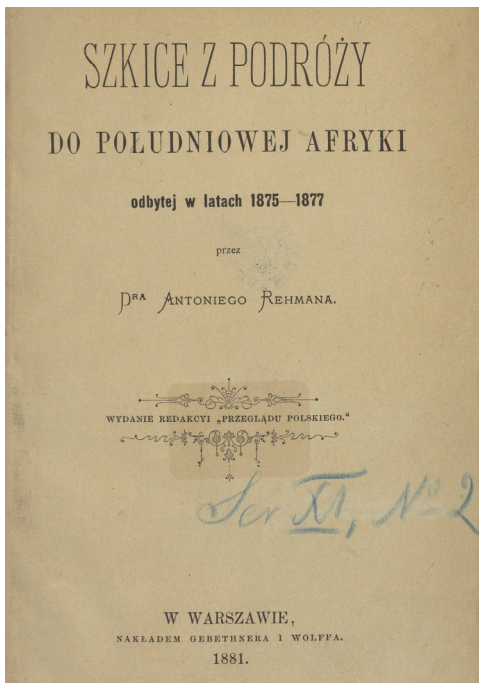 SZKICE Z PODRÓŻY
DO POŁUDNIOWEJ AFRYKI
odbytej w latach 1875—1877
przez
DRA ANTONIEGO REHMANA.
WYDANIE REDAKCYI „PRZEGLĄDU POLSKIEGO.“
Ser XI, No 2
W WARSZAWIE,
NAKŁADEM GEBETHNERA I WOLFFA.
1881.